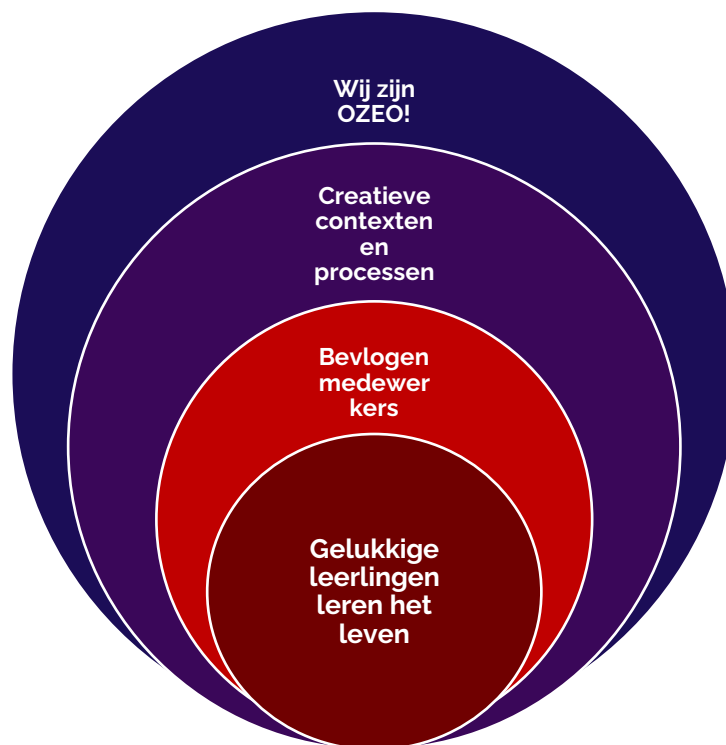 Wij zijn
OZEO!
Creatieve
contexten
en
processen
Bevlogen
medewer
kers
Gelukkige
leerlingen
leren het
leven